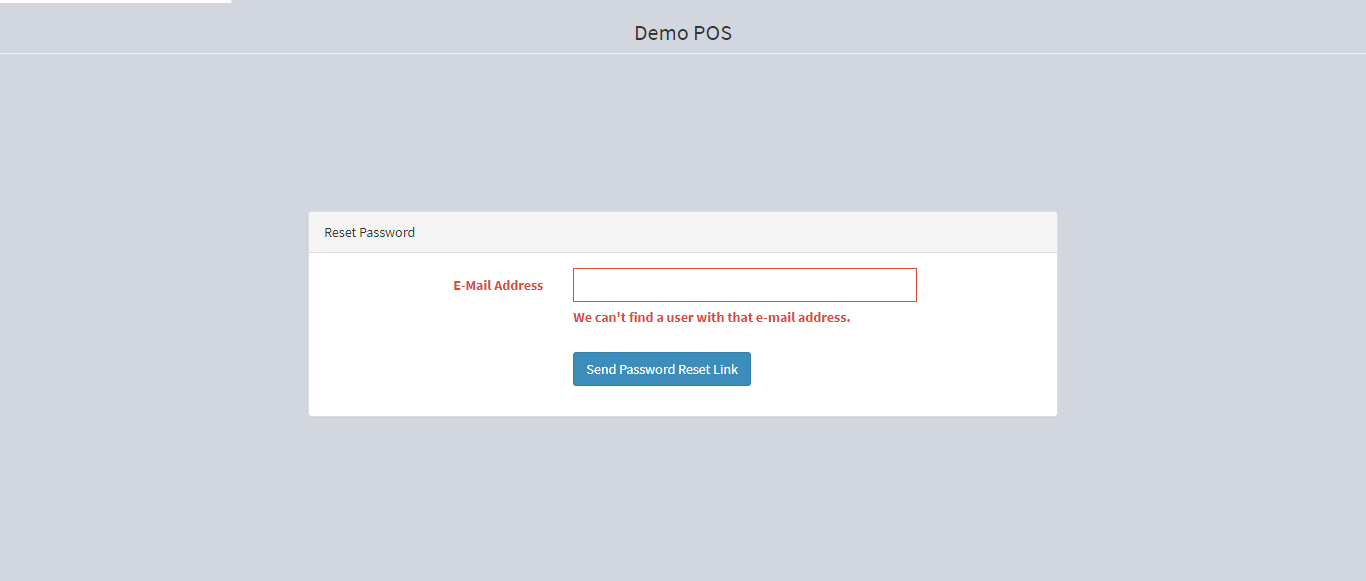 Demo POS
Reset Password
E-Mail Address
We can't find a user with that e-mail address.
Send Password Reset Link